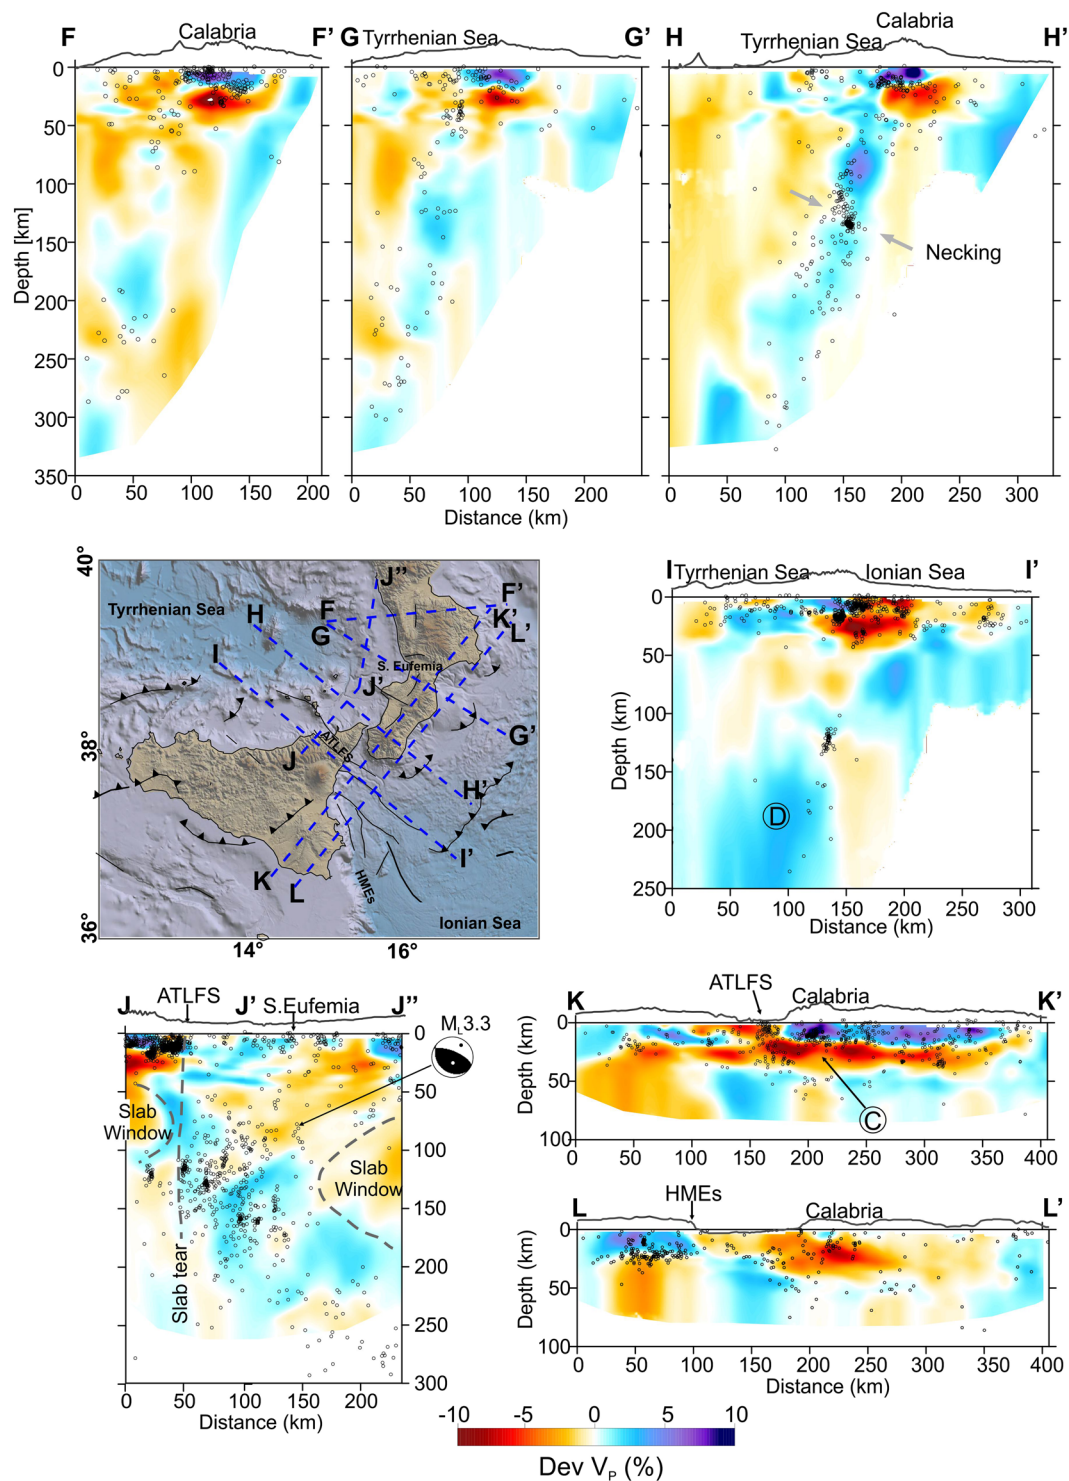 F Calabria F’
G Tyrrhenian Sea G’
H Tyrrhenian Sea Calabria H’
0
50
100
150
200
250
300
350
Depth [km]
Necking
0 50 100 150 200
0 50 100 150 200
0 50 100 150 200 250 300
Distance (km)
40°
38°
36°
14° 16°
Tyrrhenian Sea
H
F
G
I
J’’
F’
K’
L’
S. Eufemia
J’
G’
J
ATLFS
H’
I’
K
L
HMEs
Ionian Sea
I Tyrrhenian Sea Ionian Sea I’
0
50
100
150
200
250
Depth (km)
D
0 50 100 150 200 250 300
Distance (km)
J ATLFS J’ S.Eufemia J’’
ML3.3
0
50
100
150
200
250
300
Slab
Window
Slab
Window
Slab tear
0 50 100 150 200
Distance (km)
K ATLFS Calabria K’
0
50
100
Depth (km)
C
0 50 100 150 200 250 300 350 400
HMEs
L Calabria L’
0
50
100
Depth (km)
0 50 100 150 200 250 300 350 400
Distance (km)
-10 -5 0 5 10
Dev VP (%)